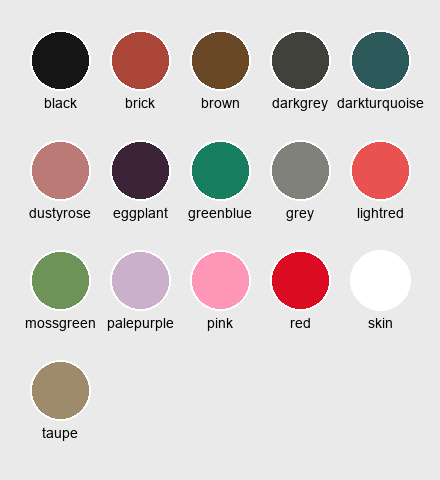 black brick brown darkgrey darkturquoise
dustyrose eggplant greenblue grey lightred
mossgreen palepurple pink red skin
taupe